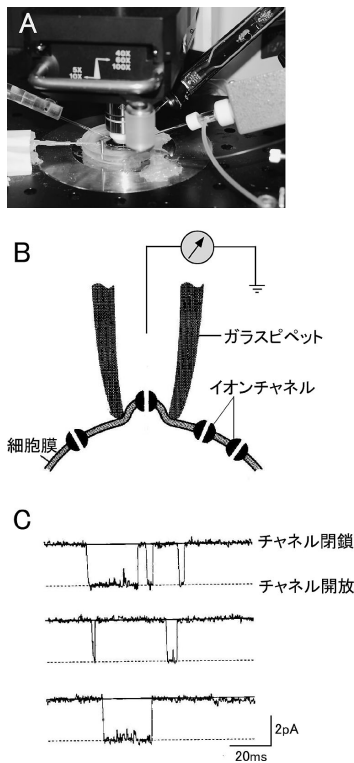 A
40X
60X
5X
10X
100X
B
ガラスピペット
イオンチャネル
細胞膜
C
チャネル閉鎖
チャネル開放
2pA
20ms